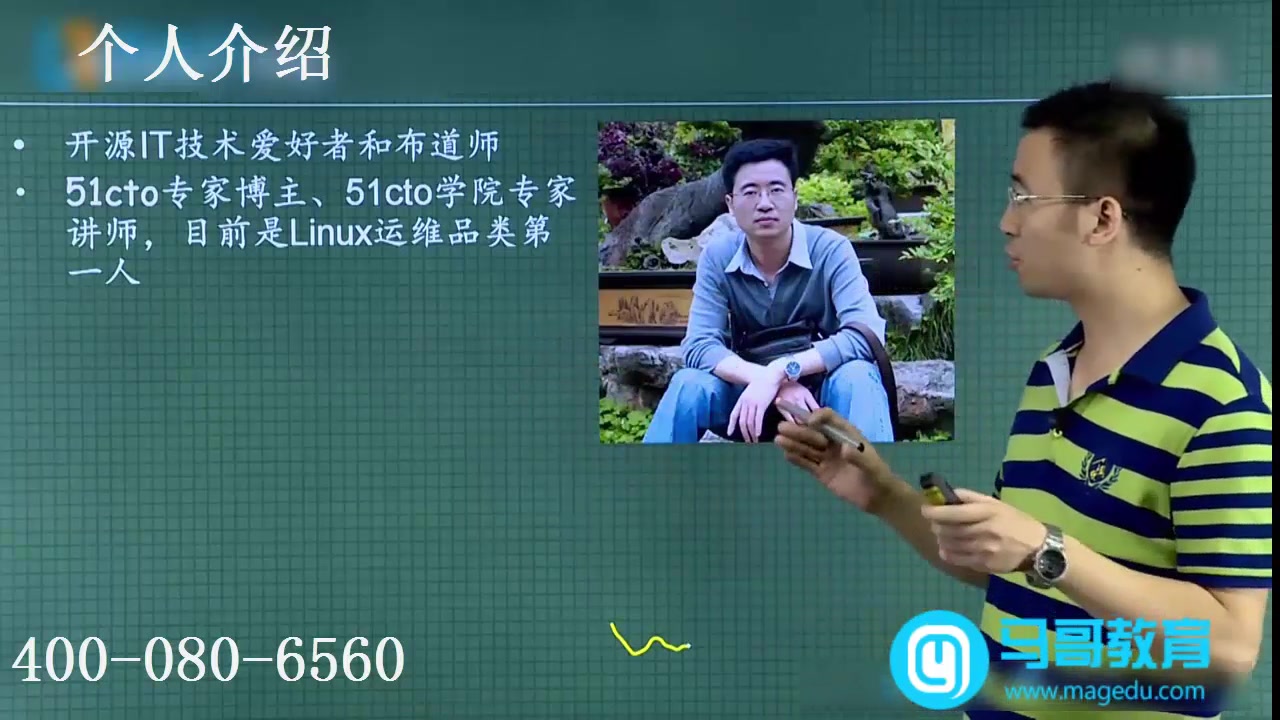 个人介绍
• 开源IT技术爱好者和布道师
• 51cto专家博主、51cto学院专家
讲师，目前是Linux运维品类第
一人
400-080-6560
马哥教育
www.magedu.com